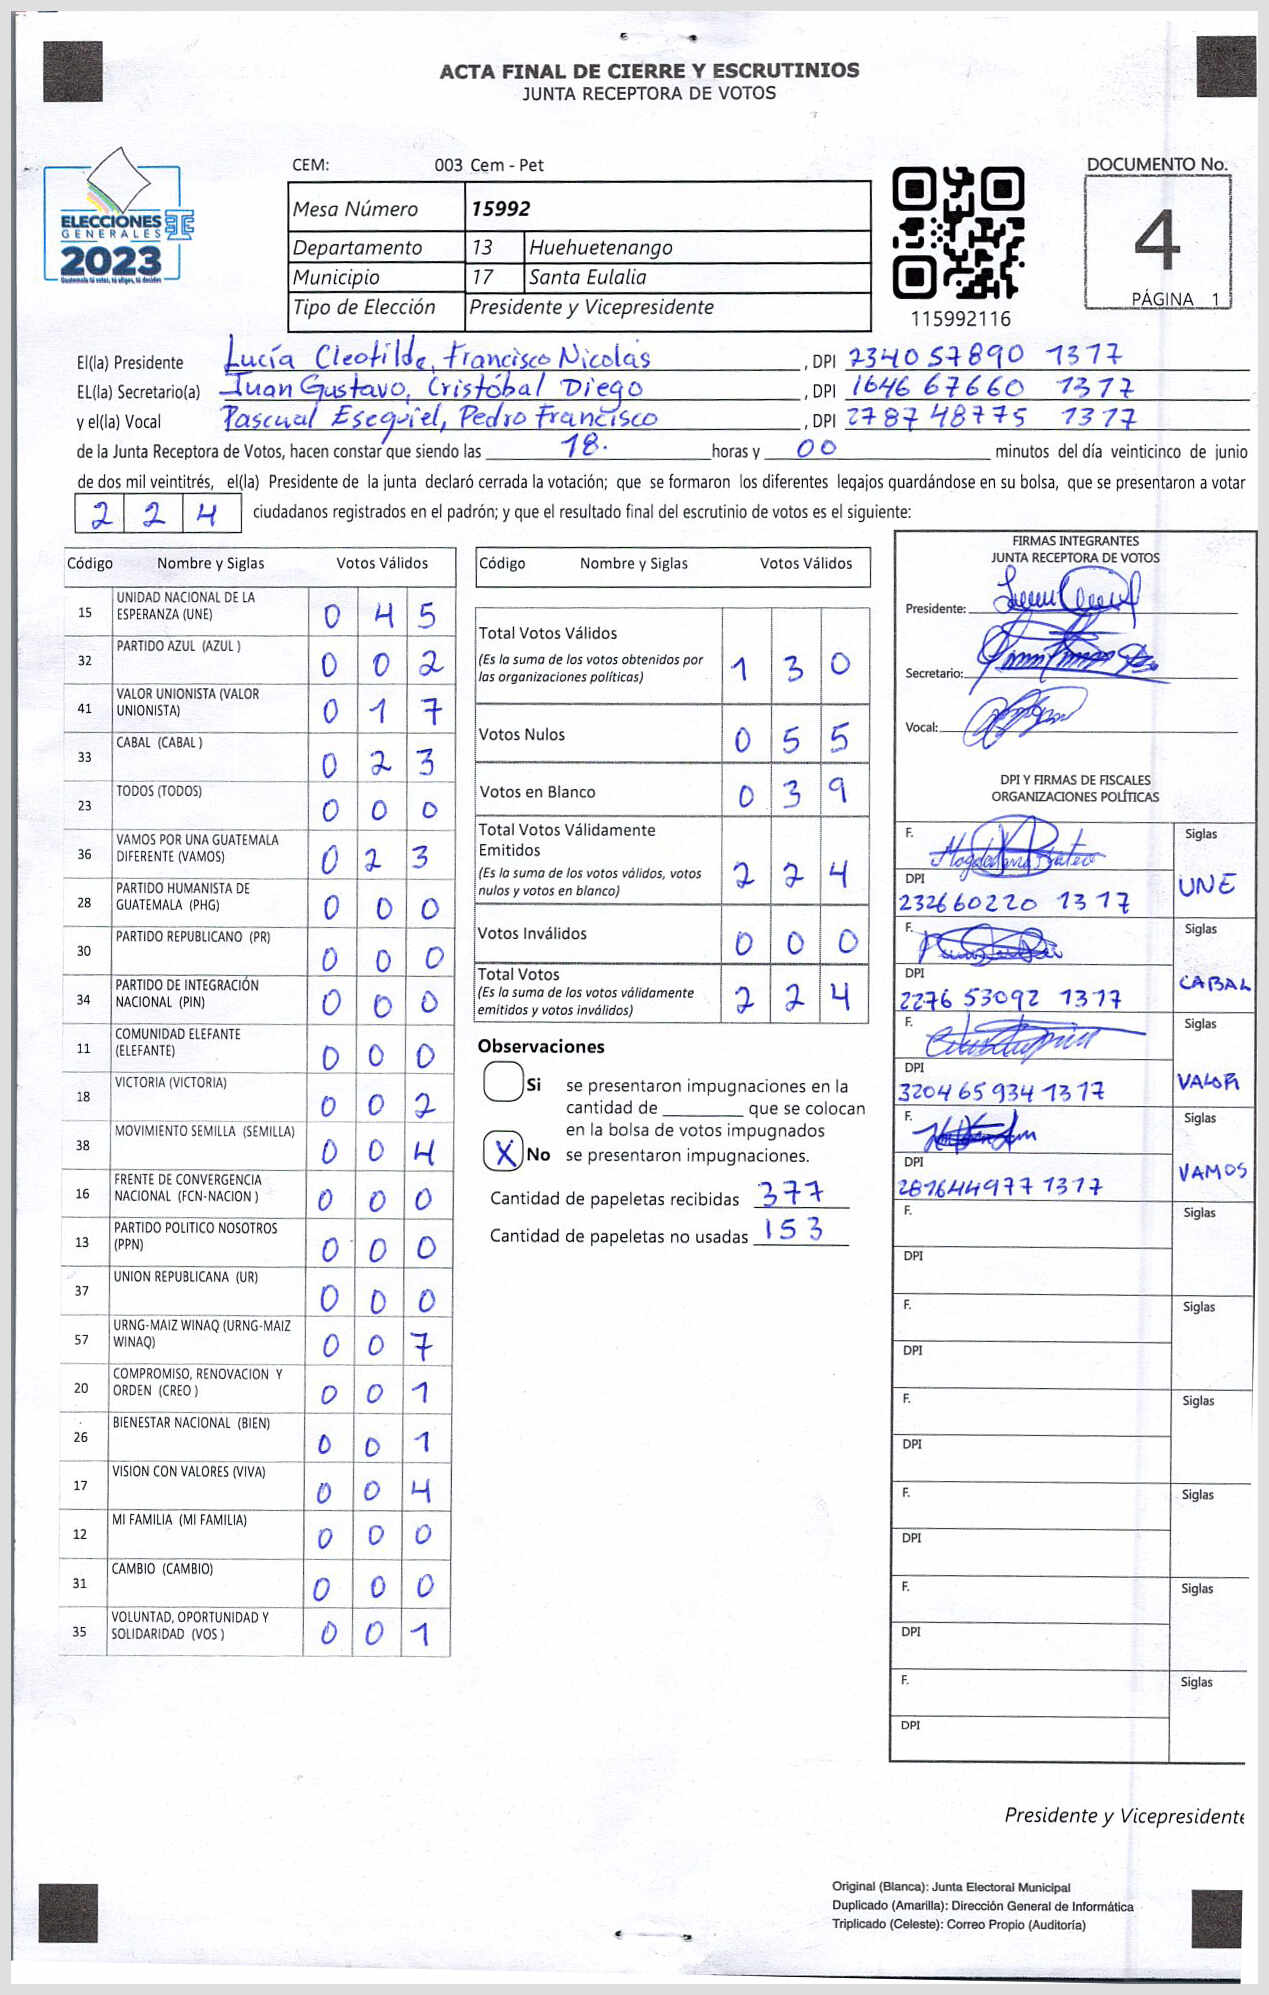 ACTA FINAL DE CIERRE Y ESCRUTINIOS
JUNTA RECEPTORA DE VOTOS
ELECCIONES
GENERALES
2023
Guatemala tú votas, tú eliges, tú decides
CEM: 003 Cem - Pet
Mesa Número 15992
Departamento 13 Huehuetenango
Municipio 17 Santa Eulalia
Tipo de Elección Presidente y Vicepresidente
115992116
DOCUMENTO No.
4
PÁGINA 1
El(la) Presidente Lucía Cleotilde, Francisco Nicolás , DPI 2340 57890 1317
EL(la) Secretario(a) Juan Gustavo, Cristóbal Diego , DPI 1646 67660 1317
y el(la) Vocal Pascual Esequiel, Pedro Francisco , DPI 2787 48775 1317
de la Junta Receptora de Votos, hacen constar que siendo las 18. horas y 00 minutos del día veinticinco de junio
de dos mil veintitrés, el(la) Presidente de la junta declaró cerrada la votación; que se formaron los diferentes legajos quardándose en su bolsa, que se presentaron a votar
2 2 4 ciudadanos registrados en el padrón; y que el resultado final del escrutinio de votos es el siguiente:
Código Nombre y Siglas Votos Válidos
15 UNIDAD NACIONAL DE LA ESPERANZA (UNE) 0 4 5
32 PARTIDO AZUL (AZUL ) 0 0 2
41 VALOR UNIONISTA (VALOR UNIONISTA) 0 1 7
33 CABAL (CABAL ) 0 2 3
23 TODOS (TODOS) 0 0 0
36 VAMOS POR UNA GUATEMALA DIFERENTE (VAMOS) 0 2 3
28 PARTIDO HUMANISTA DE GUATEMALA (PHG) 0 0 0
30 PARTIDO REPUBLICANO (PR) 0 0 0
34 PARTIDO DE INTEGRACIÓN NACIONAL (PIN) 0 0 0
11 COMUNIDAD ELEFANTE (ELEFANTE) 0 0 0
18 VICTORIA (VICTORIA) 0 0 2
38 MOVIMIENTO SEMILLA (SEMILLA) 0 0 4
16 FRENTE DE CONVERGENCIA NACIONAL (FCN-NACION ) 0 0 0
13 PARTIDO POLITICO NOSOTROS (PPN) 0 0 0
37 UNION REPUBLICANA (UR) 0 0 0
57 URNG-MAIZ WINAQ (URNG-MAIZ WINAQ) 0 0 7
20 COMPROMISO, RENOVACION Y ORDEN (CREO ) 0 0 1
26 BIENESTAR NACIONAL (BIEN) 0 0 1
17 VISION CON VALORES (VIVA) 0 0 4
12 MI FAMILIA (MI FAMILIA) 0 0 0
31 CAMBIO (CAMBIO) 0 0 0
35 VOLUNTAD, OPORTUNIDAD Y SOLIDARIDAD (VOS ) 0 0 1
Código Nombre y Siglas Votos Válidos
Total Votos Válidos
(Es la suma de los votos obtenidos por las organizaciones políticas) 1 3 0
Votos Nulos 0 5 5
Votos en Blanco 0 3 9
Total Votos Válidamente Emitidos
(Es la suma de los votos válidos, votos nulos y votos en blanco) 2 2 4
Votos Inválidos 0 0 0
Total Votos
(Es la suma de los votos válidamente emitidos y votos inválidos) 2 2 4
Observaciones
Si se presentaron impugnaciones en la
cantidad de ________ que se colocan
en la bolsa de votos impugnados
X No se presentaron impugnaciones.
Cantidad de papeletas recibidas 377
Cantidad de papeletas no usadas 153
FIRMAS INTEGRANTES
JUNTA RECEPTORA DE VOTOS
Presidente:
Secretario:
Vocal:
DPI Y FIRMAS DE FISCALES
ORGANIZACIONES POLÍTICAS
F. Siglas
DPI UNE
232660220 1317
F. Siglas
DPI CABAL
2276 53092 1317
F. Siglas
DPI VALOR
3204 65 934 1317
F. Siglas
DPI VAMOS
281644977 1317
F. Siglas
DPI
F. Siglas
DPI
F. Siglas
DPI
F. Siglas
DPI
F. Siglas
DPI
F. Siglas
DPI
Presidente y Vicepresidente
Original (Blanca): Junta Electoral Municipal
Duplicado (Amarilla): Dirección General de Informática
Triplicado (Celeste): Correo Propio (Auditoría)